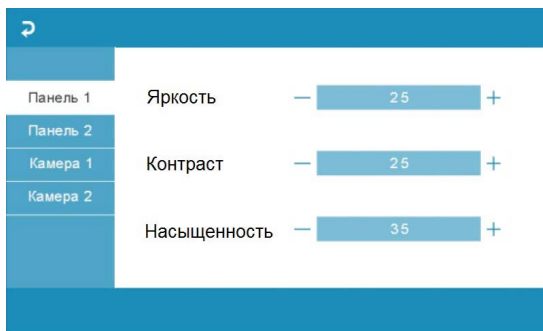 Панель 1
Панель 2
Камера 1
Камера 2
Яркость — 25 +
Контраст — 25 +
Насыщенность — 35 +